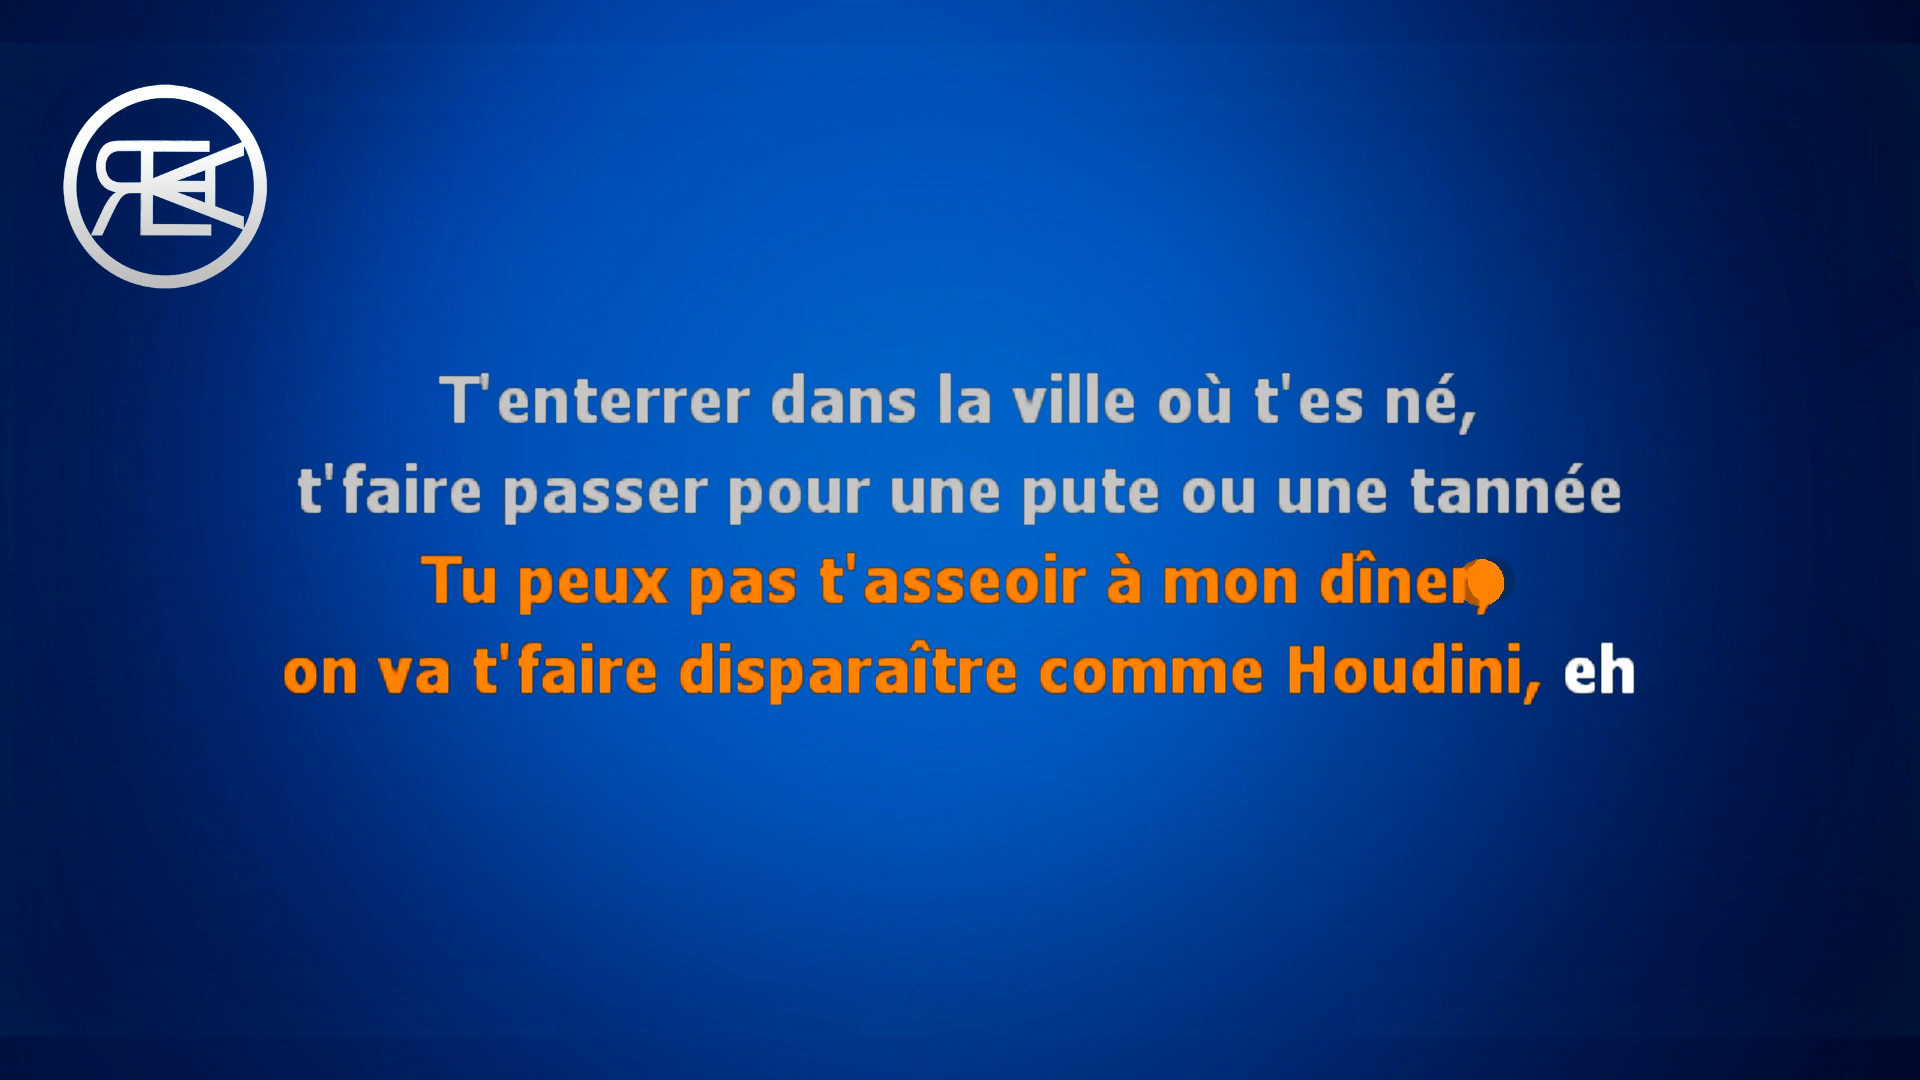 T'enterrer dans la ville où t'es né,
t'faire passer pour une pute ou une tannée
Tu peux pas t'asseoir à mon dîner,
on va t'faire disparaître comme Houdini, eh